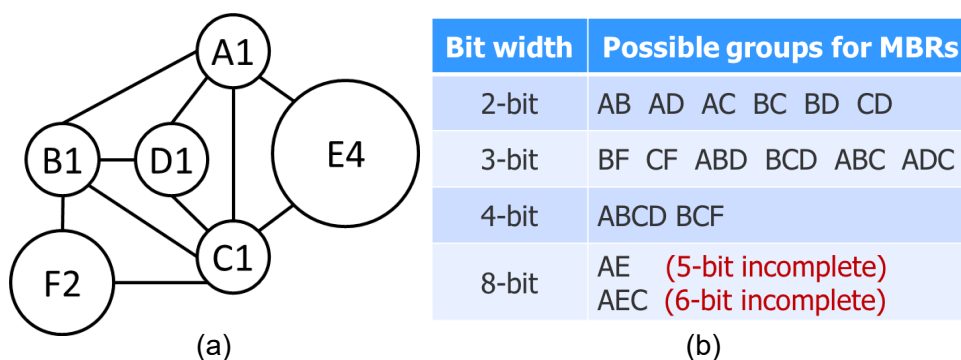 A1
B1
D1
E4
C1
F2
(a)
Bit width Possible groups for MBRs
2-bit AB AD AC BC BD CD
3-bit BF CF ABD BCD ABC ADC
4-bit ABCD BCF
8-bit AE (5-bit incomplete)
AEC (6-bit incomplete)
(b)